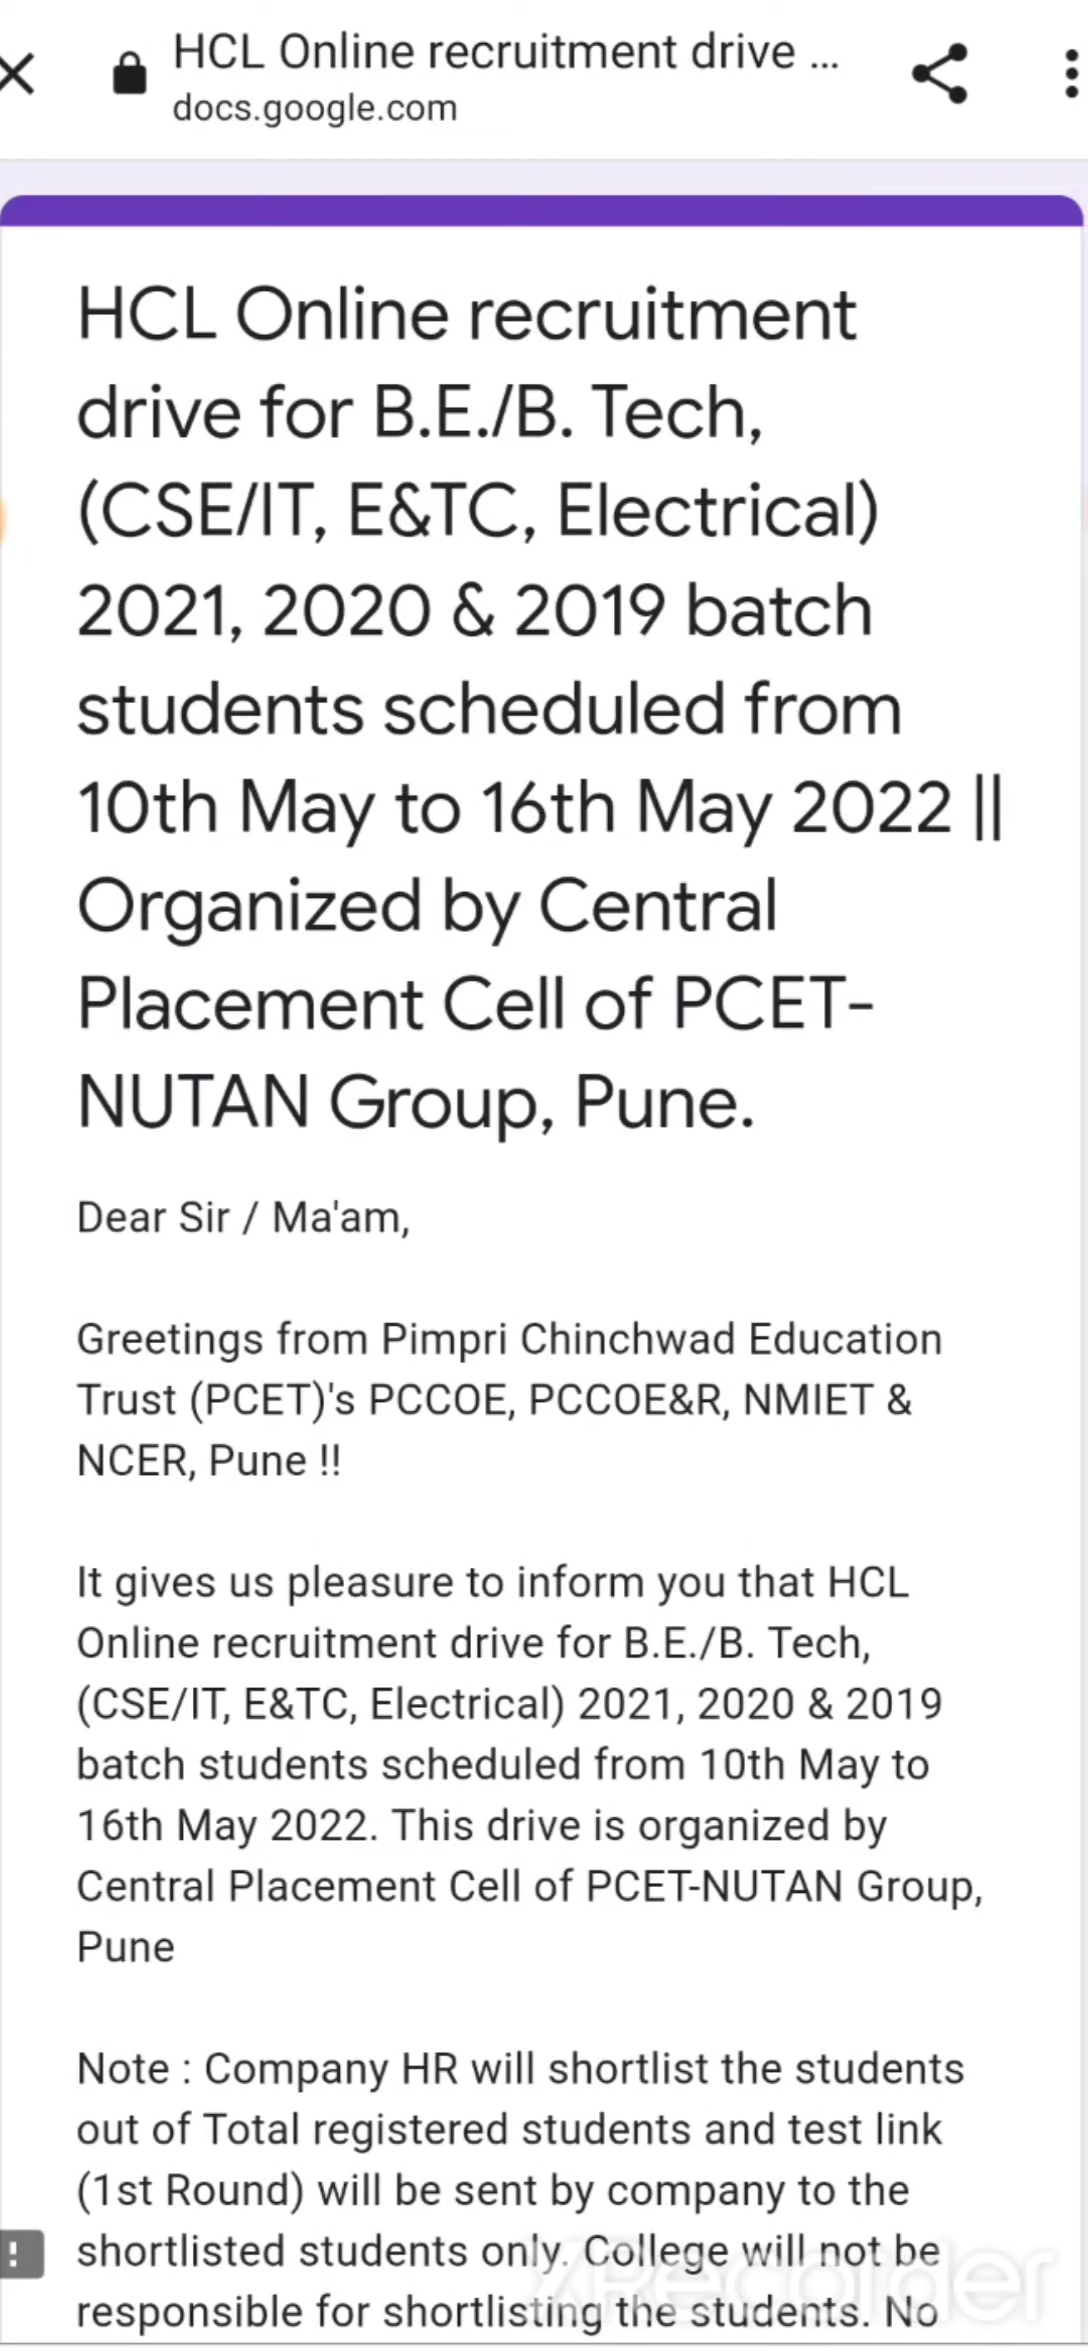 HCL Online recruitment drive ...
docs.google.com
HCL Online recruitment
drive for B.E./B. Tech,
(CSE/IT, E&TC, Electrical)
2021, 2020 & 2019 batch
students scheduled from
10th May to 16th May 2022 ||
Organized by Central
Placement Cell of PCET-
NUTAN Group, Pune.
Dear Sir / Ma'am,
Greetings from Pimpri Chinchwad Education
Trust (PCET)'s PCCOE, PCCOE&R, NMIET &
NCER, Pune !!
It gives us pleasure to inform you that HCL
Online recruitment drive for B.E./B. Tech,
(CSE/IT, E&TC, Electrical) 2021, 2020 & 2019
batch students scheduled from 10th May to
16th May 2022. This drive is organized by
Central Placement Cell of PCET-NUTAN Group,
Pune
Note : Company HR will shortlist the students
out of Total registered students and test link
(1st Round) will be sent by company to the
shortlisted students only. College will not be
responsible for shortlisting the students. No
XRecorder